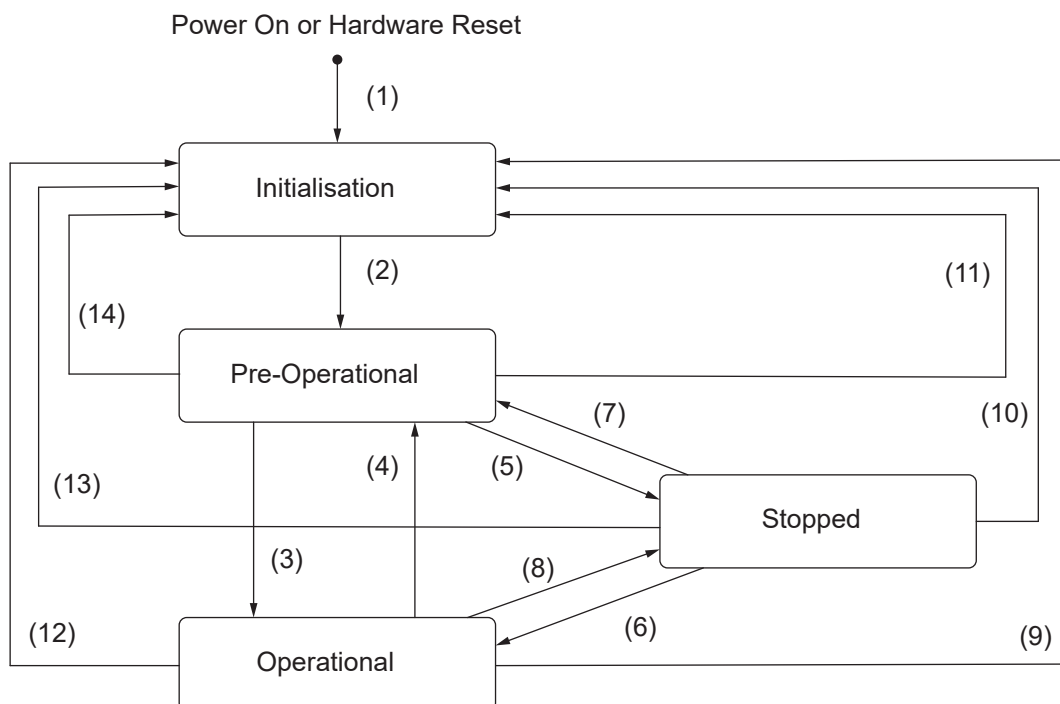 Power On or Hardware Reset
(1)
Initialisation
(2)
(11)
(14)
Pre-Operational
(7)
(10)
(4)
(5)
(13)
Stopped
(3)
(8)
(6)
(12)
(9)
Operational